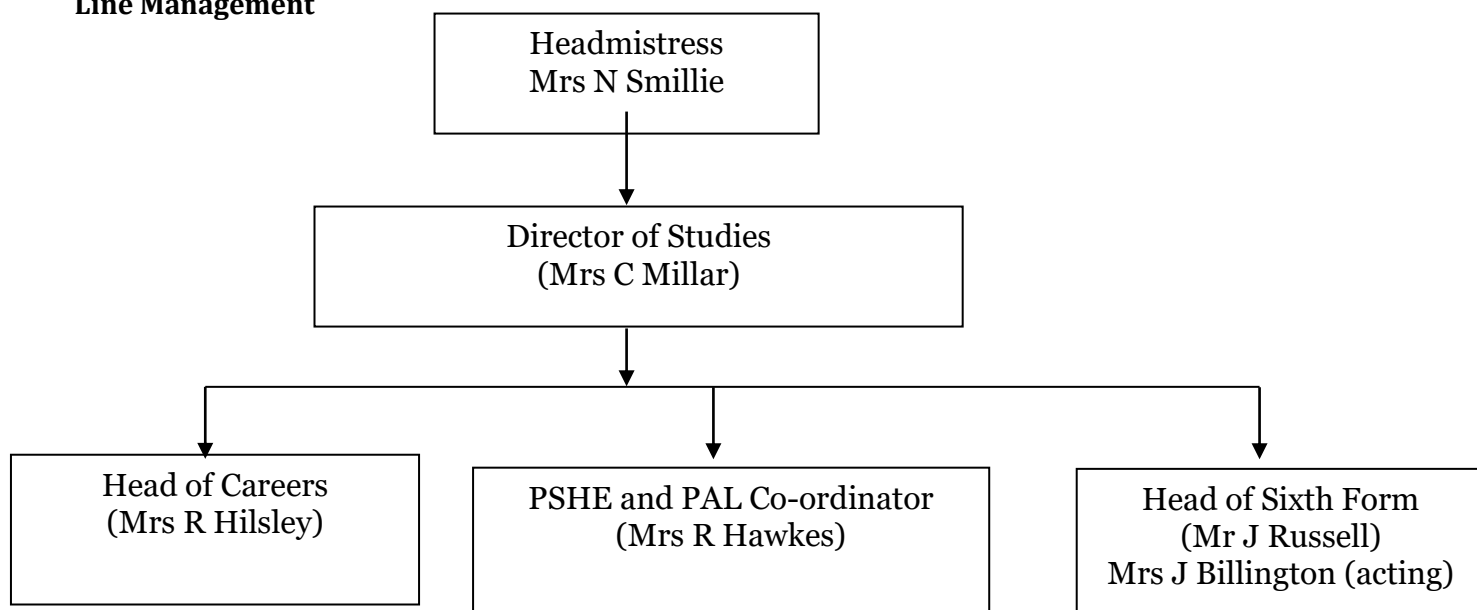 Line Management
Headmistress
Mrs N Smillie
Director of Studies
(Mrs C Millar)
Head of Careers
(Mrs R Hilsley)
PSHE and PAL Co-ordinator
(Mrs R Hawkes)
Head of Sixth Form
(Mr J Russell)
Mrs J Billington (acting)